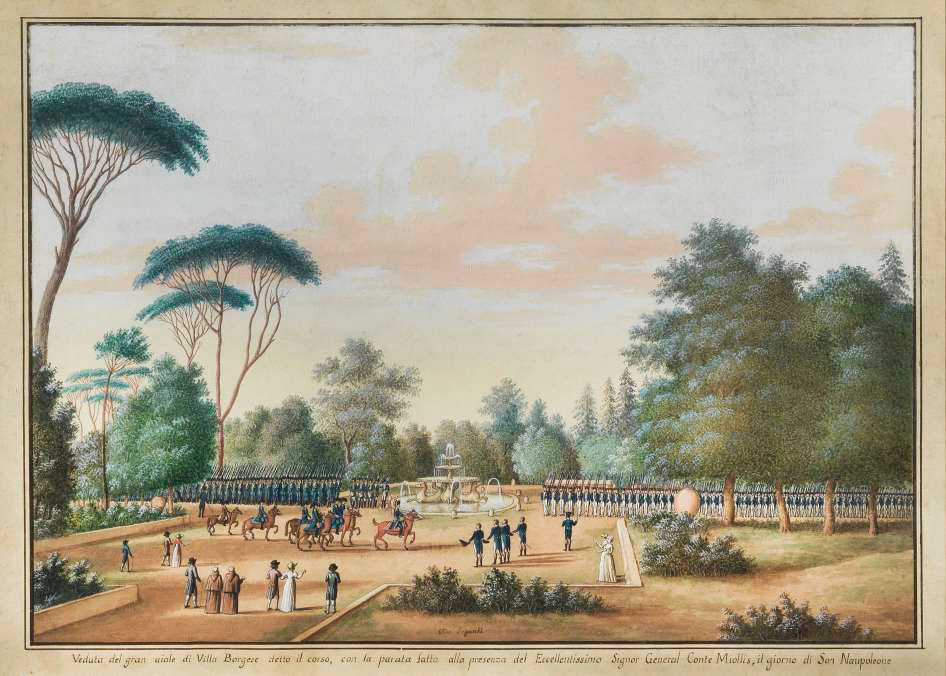 Veduta del gran viale di Villa Borgese detto il corso, con la parata fatta alla presenza del Eccellentissimo Signor General Conte Miollis, il giorno di San Naupoleone